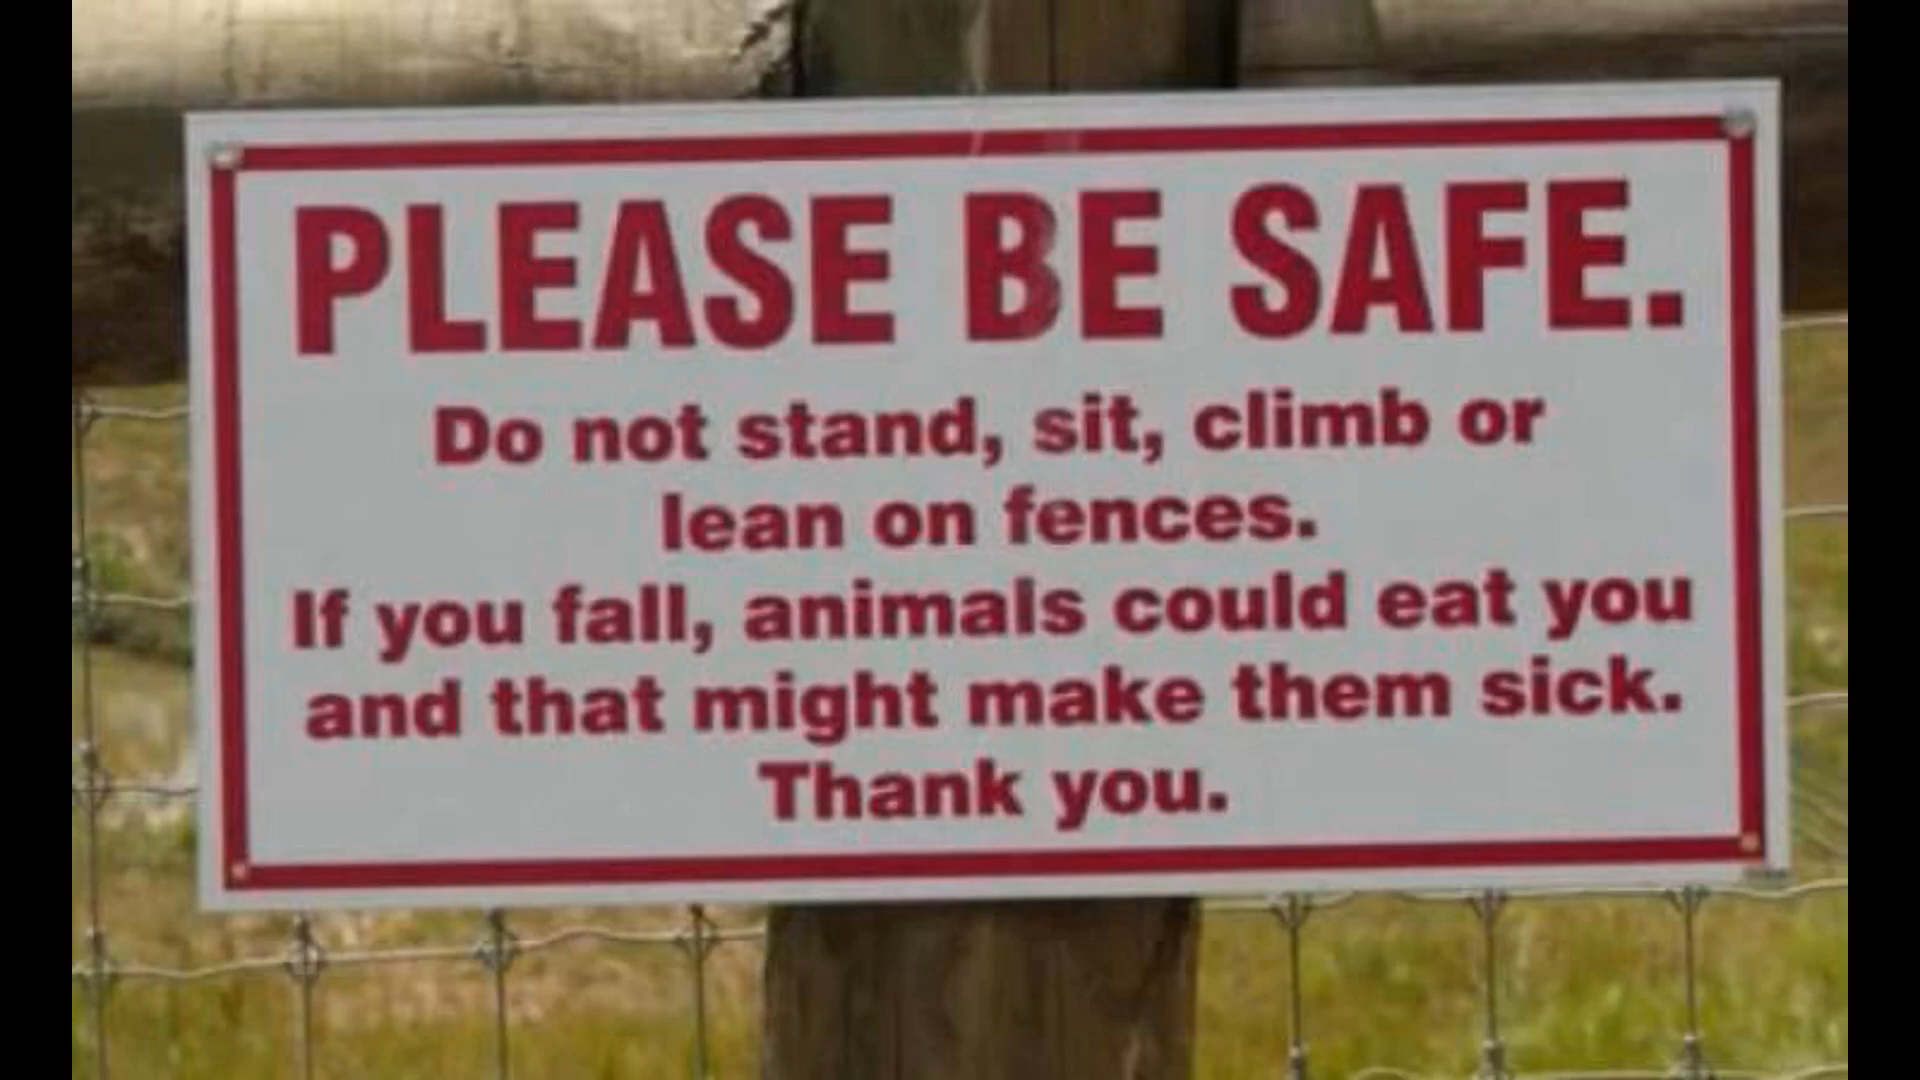 PLEASE BE SAFE.
Do not stand, sit, climb or
lean on fences.
If you fall, animals could eat you
and that might make them sick.
Thank you.